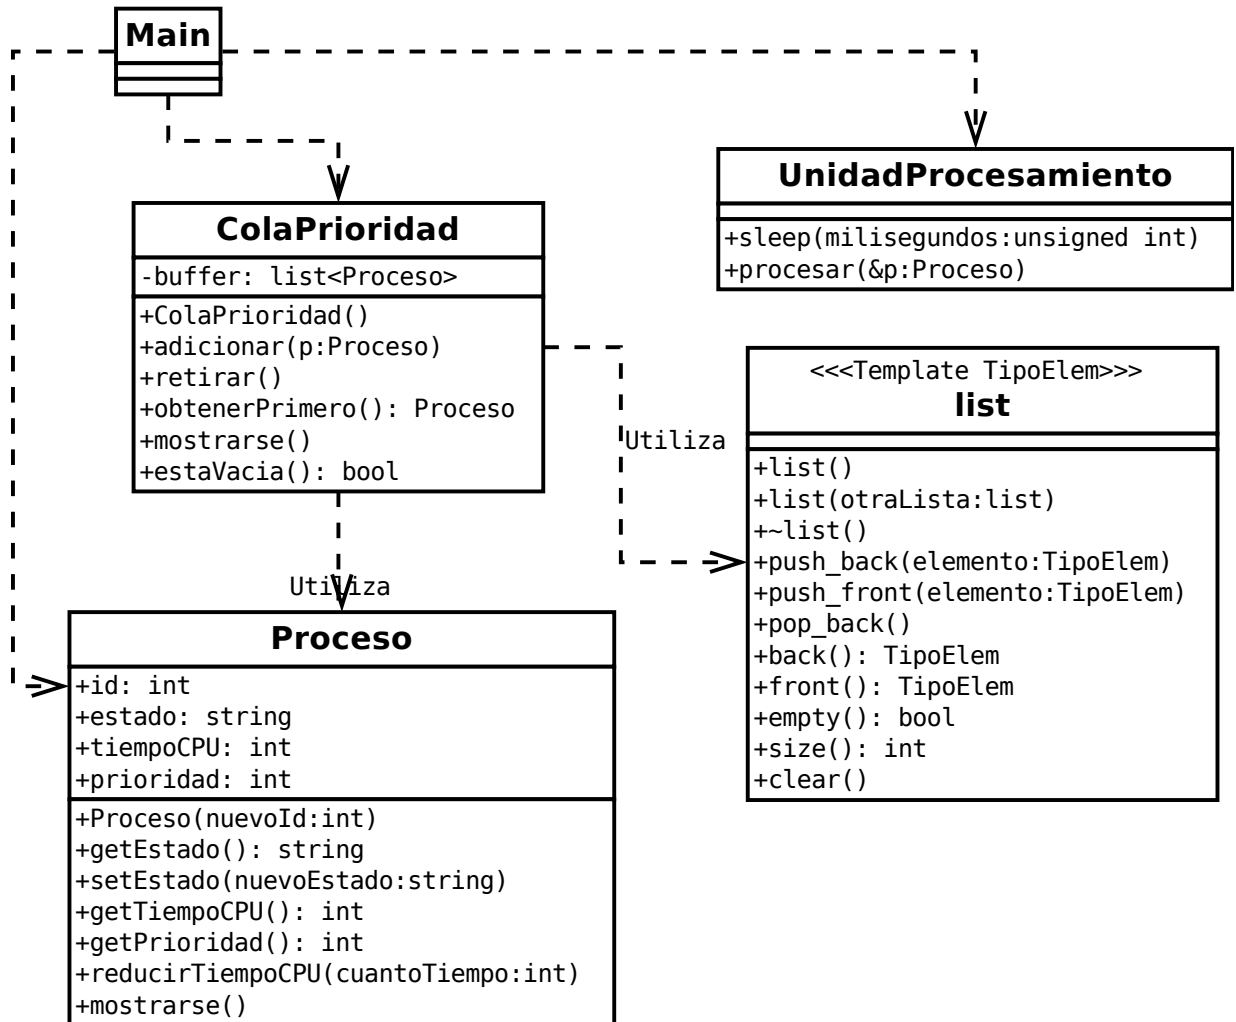 Main
UnidadProcesamiento
+sleep(milisegundos:unsigned int)
+procesar(&p:Proceso)
ColaPrioridad
-buffer: list<Proceso>
+ColaPrioridad()
+adicionar(p:Proceso)
+retirar()
+obtenerPrimero(): Proceso
+mostrarse()
+estaVacia(): bool
Utiliza
<<<Template TipoElem>>>
list
+list()
+list(otraLista:list)
+~list()
+push_back(elemento:TipoElem)
+push_front(elemento:TipoElem)
+pop_back()
+back(): TipoElem
+front(): TipoElem
+empty(): bool
+size(): int
+clear()
Utiliza
Proceso
+id: int
+estado: string
+tiempoCPU: int
+prioridad: int
+Proceso(nuevoId:int)
+getEstado(): string
+setEstado(nuevoEstado:string)
+getTiempoCPU(): int
+getPrioridad(): int
+reducirTiempoCPU(cuantoTiempo:int)
+mostrarse()